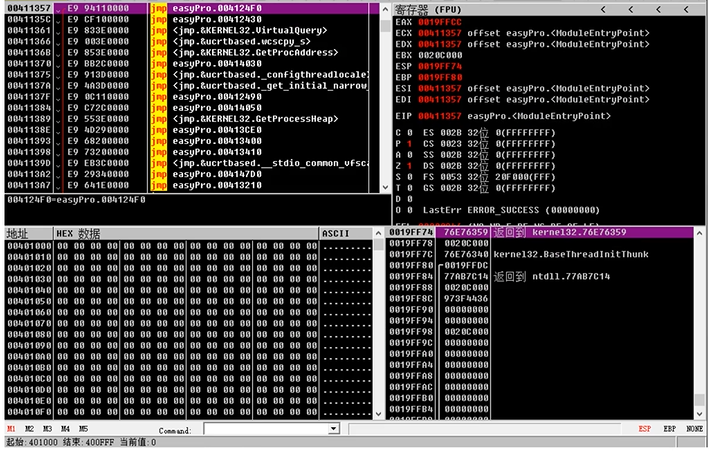 00411357 E9 94110000 jmp easyPro.004124F0
0041135C E9 CF100000 jmp easyPro.00412430
00411361 E9 833E0000 jmp <jmp.&KERNEL32.VirtualQuery>
00411366 E9 003E0000 jmp <jmp.&ucrtbased.wcscpy_s>
0041136B E9 853E0000 jmp <jmp.&KERNEL32.GetProcAddress>
00411370 E9 BB2C0000 jmp easyPro.00414030
00411375 E9 913D0000 jmp <jmp.&ucrtbased._configthreadlocale>
0041137A E9 4A3D0000 jmp <jmp.&ucrtbased._get_initial_narrow_
0041137F E9 0C110000 jmp easyPro.00412490
00411384 E9 C72C0000 jmp easyPro.00414050
00411389 E9 553E0000 jmp <jmp.&KERNEL32.GetProcessHeap>
0041138E E9 4D290000 jmp easyPro.00413CE0
00411393 E9 68200000 jmp easyPro.00413400
00411398 E9 73200000 jmp easyPro.00413410
0041139D E9 EB3C0000 jmp <jmp.&ucrtbased.__stdio_common_vfsca
004113A2 E9 29340000 jmp easyPro.004147D0
004113A7 E9 641E0000 jmp easyPro.00413210
004124F0=easyPro.004124F0
寄存器 (FPU) < < < <
EAX 0019FFCC
ECX 00411357 offset easyPro.<ModuleEntryPoint>
EDX 00411357 offset easyPro.<ModuleEntryPoint>
EBX 0020C000
ESP 0019FF74
EBP 0019FF80
ESI 00411357 offset easyPro.<ModuleEntryPoint>
EDI 00411357 offset easyPro.<ModuleEntryPoint>
EIP 00411357 easyPro.<ModuleEntryPoint>
C 0 ES 002B 32位 0(FFFFFFFF)
P 1 CS 0023 32位 0(FFFFFFFF)
A 0 SS 002B 32位 0(FFFFFFFF)
Z 1 DS 002B 32位 0(FFFFFFFF)
S 0 FS 0053 32位 20F000(FFF)
T 0 GS 002B 32位 0(FFFFFFFF)
D 0
O 0 LastErr ERROR_SUCCESS (00000000)
地址 HEX 数据 ASCII
00401000 00 00 00 00 00 00 00 00 00 00 00 00 00 00 00 00 ........
00401010 00 00 00 00 00 00 00 00 00 00 00 00 00 00 00 00 ........
00401020 00 00 00 00 00 00 00 00 00 00 00 00 00 00 00 00 ........
00401030 00 00 00 00 00 00 00 00 00 00 00 00 00 00 00 00 ........
00401040 00 00 00 00 00 00 00 00 00 00 00 00 00 00 00 00 ........
00401050 00 00 00 00 00 00 00 00 00 00 00 00 00 00 00 00 ........
00401060 00 00 00 00 00 00 00 00 00 00 00 00 00 00 00 00 ........
00401070 00 00 00 00 00 00 00 00 00 00 00 00 00 00 00 00 ........
00401080 00 00 00 00 00 00 00 00 00 00 00 00 00 00 00 00 ........
00401090 00 00 00 00 00 00 00 00 00 00 00 00 00 00 00 00 ........
004010A0 00 00 00 00 00 00 00 00 00 00 00 00 00 00 00 00 ........
004010B0 00 00 00 00 00 00 00 00 00 00 00 00 00 00 00 00 ........
004010C0 00 00 00 00 00 00 00 00 00 00 00 00 00 00 00 00 ........
004010D0 00 00 00 00 00 00 00 00 00 00 00 00 00 00 00 00 ........
004010E0 00 00 00 00 00 00 00 00 00 00 00 00 00 00 00 00 ........
004010F0 00 00 00 00 00 00 00 00 00 00 00 00 00 00 00 00 ........
0019FF74 76E76359 返回到 kernel32.76E76359
0019FF78 0020C000
0019FF7C 76E76340 kernel32.BaseThreadInitThunk
0019FF80 0019FFDC
0019FF84 77AB7C14 返回到 ntdll.77AB7C14
0019FF88 0020C000
0019FF8C 973F4436
0019FF90 00000000
0019FF94 00000000
0019FF98 0020C000
0019FF9C 00000000
0019FFA0 00000000
0019FFA4 00000000
0019FFA8 00000000
0019FFAC 00000000
0019FFB0 00000000
0019FFB4 00000000
M1 M2 M3 M4 M5 Command: ESP EBP NONE
起始:401000 结束:400FFF 当前值:0